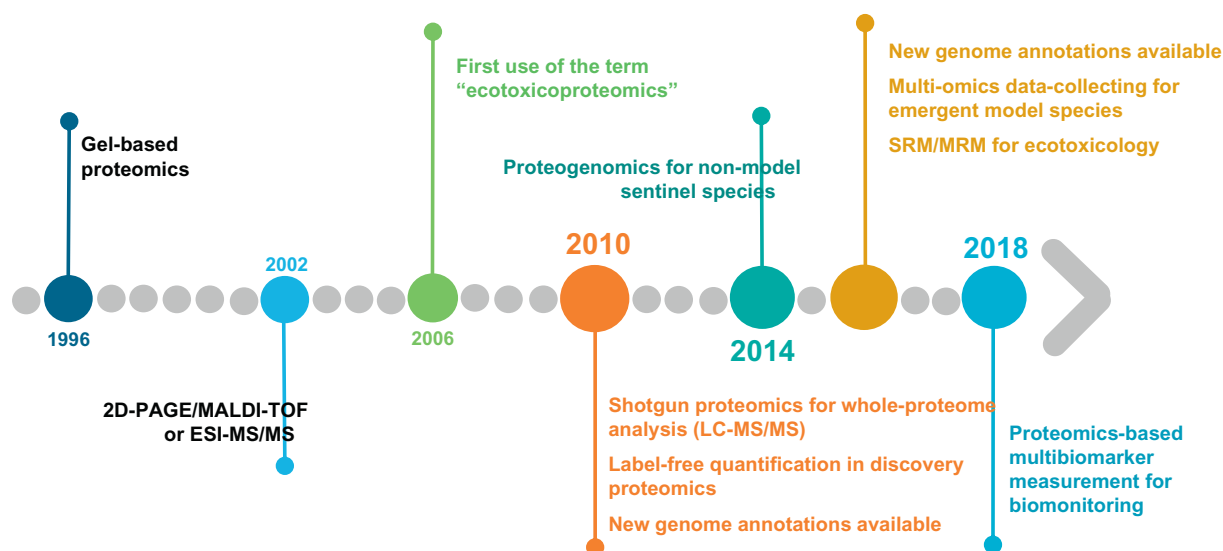 Gel-based
proteomics
1996
2002
2D-PAGE/MALDI-TOF
or ESI-MS/MS
First use of the term
“ecotoxicoproteomics”
2006
2010
Shotgun proteomics for whole-proteome
analysis (LC-MS/MS)
Label-free quantification in discovery
proteomics
New genome annotations available
Proteogenomics for non-model
sentinel species
2014
New genome annotations available
Multi-omics data-collecting for
emergent model species
SRM/MRM for ecotoxicology
2018
Proteomics-based
multibiomarker
measurement for
biomonitoring